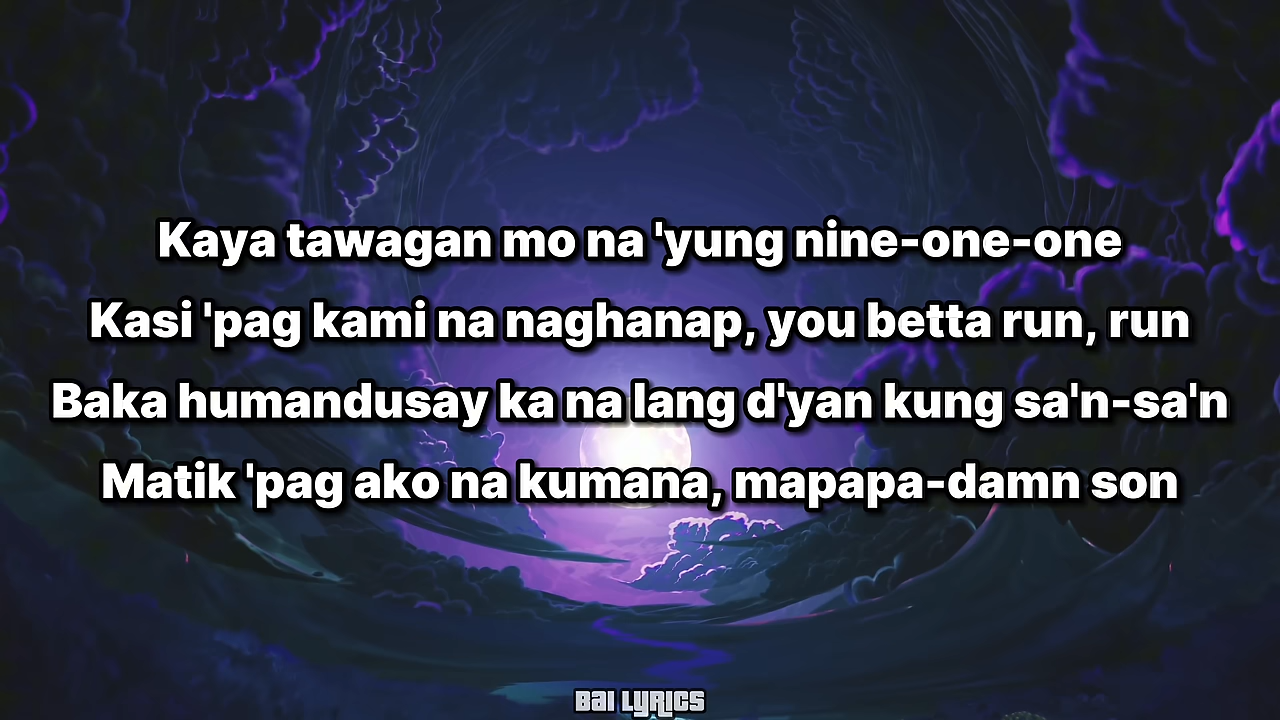 Kaya tawagan mo na 'yung nine-one-one
Kasi 'pag kami na naghanap, you betta run, run
Baka humandusay ka na lang d'yan kung sa'n-sa'n
Matik 'pag ako na kumana, mapapa-damn son
BAI LYRICS